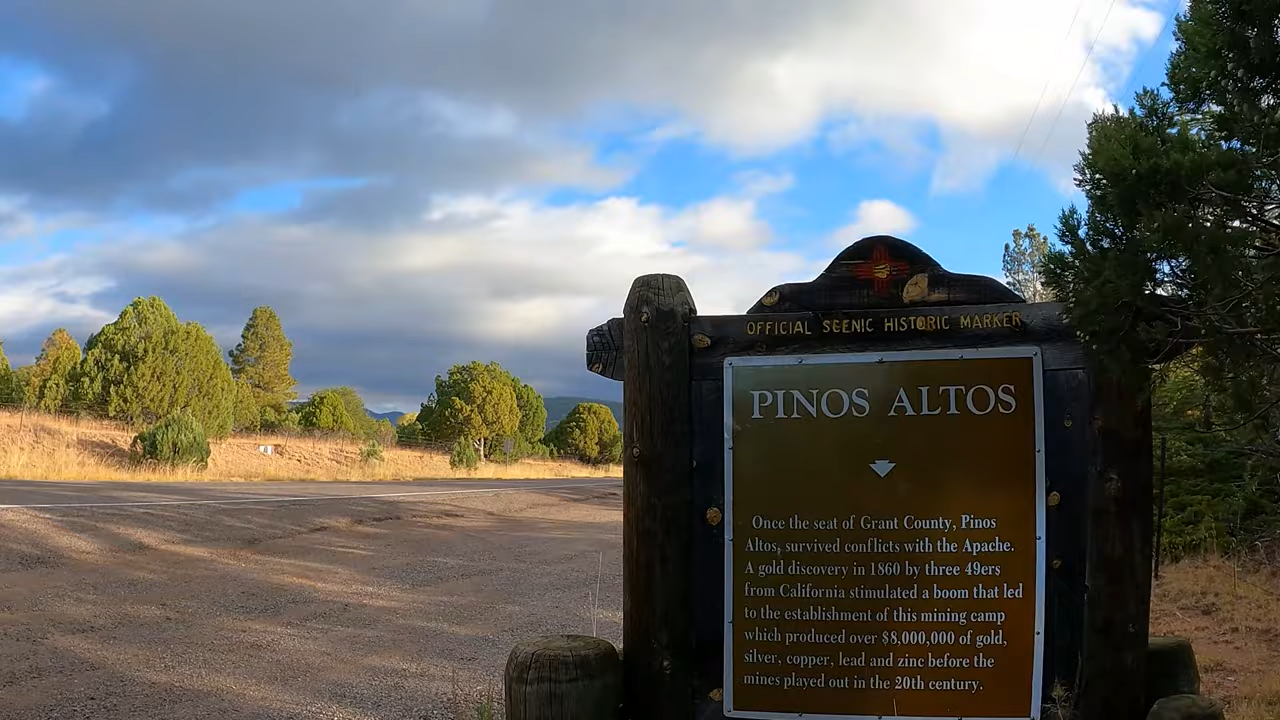 OFFICIAL SCENIC HISTORIC MARKER
PINOS ALTOS
Once the seat of Grant County, Pinos
Altos, survived conflicts with the Apache.
A gold discovery in 1860 by three 49ers
from California stimulated a boom that led
to the establishment of this mining camp
which produced over $8,000,000 of gold,
silver, copper, lead and zinc before the
mines played out in the 20th century.